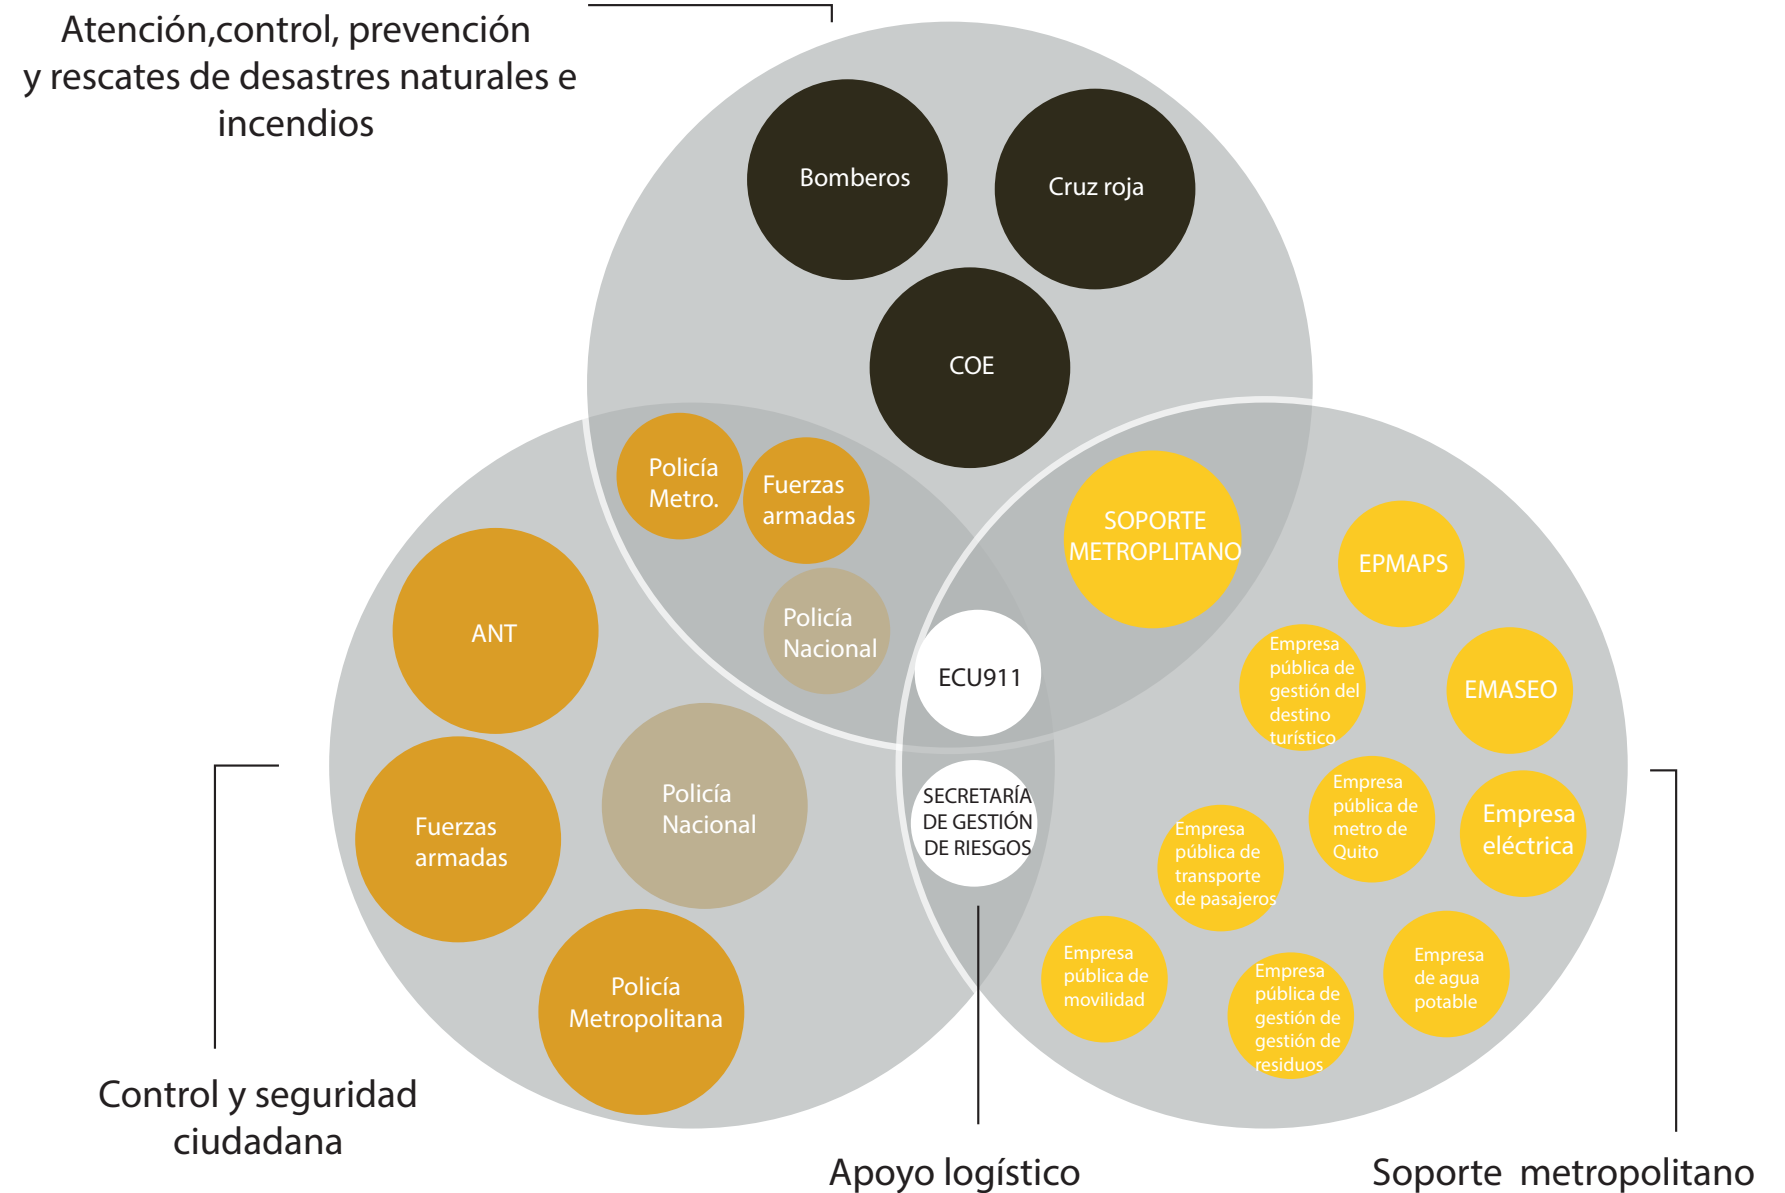 Atención,control, prevención
y rescates de desastres naturales e
incendios
Bomberos
Cruz roja
COE
Policía
Metro.
Fuerzas
armadas
Policía
Nacional
SOPORTE
METROPLITANO
ECU911
SECRETARÍA
DE GESTIÓN
DE RIESGOS
ANT
Fuerzas
armadas
Policía
Nacional
Policía
Metropolitana
EPMAPS
Empresa
pública de
gestión del
destino
turístico
EMASEO
Empresa
pública de
metro de
Quito
Empresa
eléctrica
Empresa
pública de
transporte
de pasajeros
Empresa
pública de
movilidad
Empresa
pública de
gestión de
gestión de
residuos
Empresa
de agua
potable
Control y seguridad
ciudadana
Apoyo logístico
Soporte  metropolitano